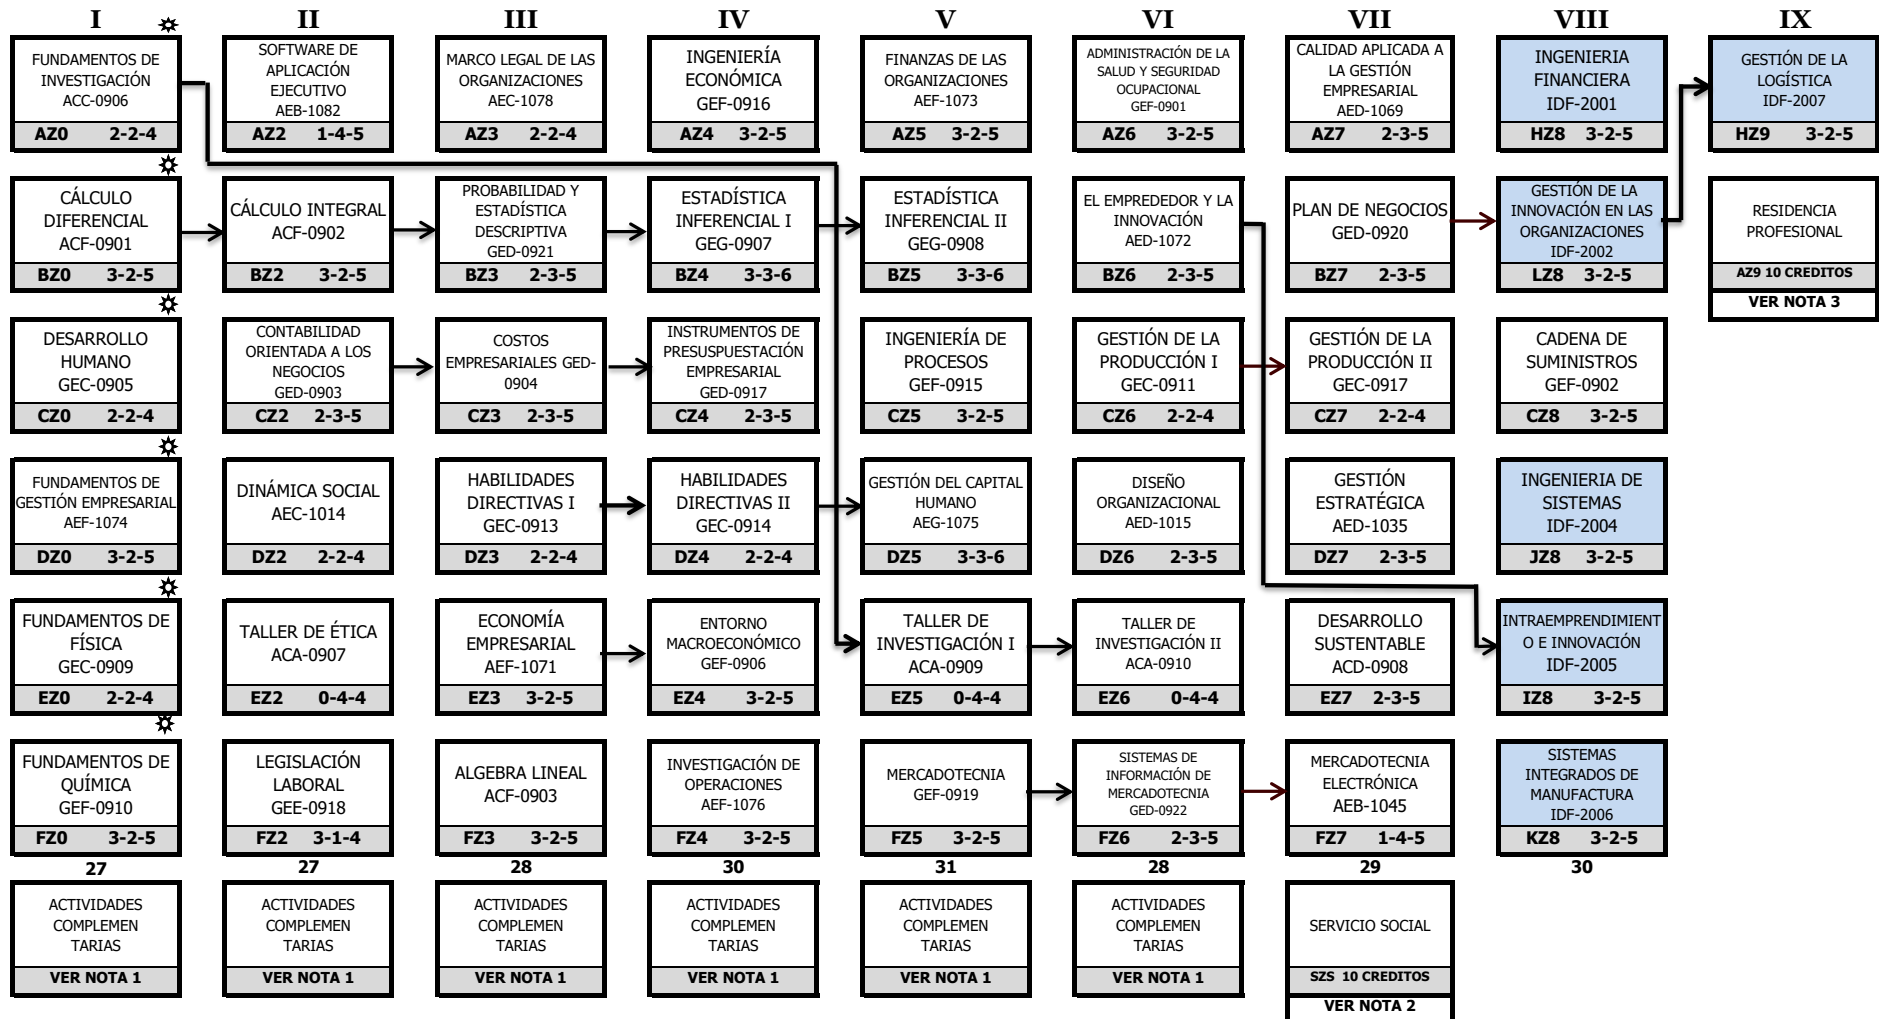 I II III IV V VI VII VIII IX
FUNDAMENTOS DE
INVESTIGACIÓN
ACC-0906
AZ0 2-2-4
SOFTWARE DE
APLICACIÓN
EJECUTIVO
AEB-1082
AZ2 1-4-5
MARCO LEGAL DE LAS
ORGANIZACIONES
AEC-1078
AZ3 2-2-4
INGENIERÍA
ECONÓMICA
GEF-0916
AZ4 3-2-5
FINANZAS DE LAS
ORGANIZACIONES
AEF-1073
AZ5 3-2-5
ADMINISTRACIÓN DE LA
SALUD Y SEGURIDAD
OCUPACIONAL
GEF-0901
AZ6 3-2-5
CALIDAD APLICADA A
LA GESTIÓN
EMPRESARIAL
AED-1069
AZ7 2-3-5
INGENIERIA
FINANCIERA
IDF-2001
HZ8 3-2-5
GESTIÓN DE LA
LOGÍSTICA
IDF-2007
HZ9 3-2-5
CÁLCULO
DIFERENCIAL
ACF-0901
BZ0 3-2-5
CÁLCULO INTEGRAL
ACF-0902
BZ2 3-2-5
PROBABILIDAD Y
ESTADÍSTICA
DESCRIPTIVA
GED-0921
BZ3 2-3-5
ESTADÍSTICA
INFERENCIAL I
GEG-0907
BZ4 3-3-6
ESTADÍSTICA
INFERENCIAL II
GEG-0908
BZ5 3-3-6
EL EMPREDEDOR Y LA
INNOVACIÓN
AED-1072
BZ6 2-3-5
PLAN DE NEGOCIOS
GED-0920
BZ7 2-3-5
GESTIÓN DE LA
INNOVACIÓN EN LAS
ORGANIZACIONES
IDF-2002
LZ8 3-2-5
RESIDENCIA
PROFESIONAL
AZ9 10 CREDITOS
VER NOTA 3
DESARROLLO
HUMANO
GEC-0905
CZ0 2-2-4
CONTABILIDAD
ORIENTADA A LOS
NEGOCIOS
GED-0903
CZ2 2-3-5
COSTOS
EMPRESARIALES GED-
0904
CZ3 2-3-5
INSTRUMENTOS DE
PRESUSPUESTACIÓN
EMPRESARIAL
GED-0917
CZ4 2-3-5
INGENIERÍA DE
PROCESOS
GEF-0915
CZ5 3-2-5
GESTIÓN DE LA
PRODUCCIÓN I
GEC-0911
CZ6 2-2-4
GESTIÓN DE LA
PRODUCCIÓN II
GEC-0917
CZ7 2-2-4
CADENA DE
SUMINISTROS
GEF-0902
CZ8 3-2-5
FUNDAMENTOS DE
GESTIÓN EMPRESARIAL
AEF-1074
DZ0 3-2-5
DINÁMICA SOCIAL
AEC-1014
DZ2 2-2-4
HABILIDADES
DIRECTIVAS I
GEC-0913
DZ3 2-2-4
HABILIDADES
DIRECTIVAS II
GEC-0914
DZ4 2-2-4
GESTIÓN DEL CAPITAL
HUMANO
AEG-1075
DZ5 3-3-6
DISEÑO
ORGANIZACIONAL
AED-1015
DZ6 2-3-5
GESTIÓN
ESTRATÉGICA
AED-1035
DZ7 2-3-5
INGENIERIA DE
SISTEMAS
IDF-2004
JZ8 3-2-5
FUNDAMENTOS DE
FÍSICA
GEC-0909
EZ0 2-2-4
TALLER DE ÉTICA
ACA-0907
EZ2 0-4-4
ECONOMÍA
EMPRESARIAL
AEF-1071
EZ3 3-2-5
ENTORNO
MACROECONÓMICO
GEF-0906
EZ4 3-2-5
TALLER DE
INVESTIGACIÓN I
ACA-0909
EZ5 0-4-4
TALLER DE
INVESTIGACIÓN II
ACA-0910
EZ6 0-4-4
DESARROLLO
SUSTENTABLE
ACD-0908
EZ7 2-3-5
INTRAEMPRENDIMIENT
O E INNOVACIÓN
IDF-2005
IZ8 3-2-5
FUNDAMENTOS DE
QUÍMICA
GEF-0910
FZ0 3-2-5
LEGISLACIÓN
LABORAL
GEE-0918
FZ2 3-1-4
ALGEBRA LINEAL
ACF-0903
FZ3 3-2-5
INVESTIGACIÓN DE
OPERACIONES
AEF-1076
FZ4 3-2-5
MERCADOTECNIA
GEF-0919
FZ5 3-2-5
SISTEMAS DE
INFORMACIÓN DE
MERCADOTECNIA
GED-0922
FZ6 2-3-5
MERCADOTECNIA
ELECTRÓNICA
AEB-1045
FZ7 1-4-5
SISTEMAS
INTEGRADOS DE
MANUFACTURA
IDF-2006
KZ8 3-2-5
27 27 28 30 31 28 29 30
ACTIVIDADES
COMPLEMEN
TARIAS
VER NOTA 1
ACTIVIDADES
COMPLEMEN
TARIAS
VER NOTA 1
ACTIVIDADES
COMPLEMEN
TARIAS
VER NOTA 1
ACTIVIDADES
COMPLEMEN
TARIAS
VER NOTA 1
ACTIVIDADES
COMPLEMEN
TARIAS
VER NOTA 1
ACTIVIDADES
COMPLEMEN
TARIAS
VER NOTA 1
SERVICIO SOCIAL
SZS 10 CREDITOS
VER NOTA 2